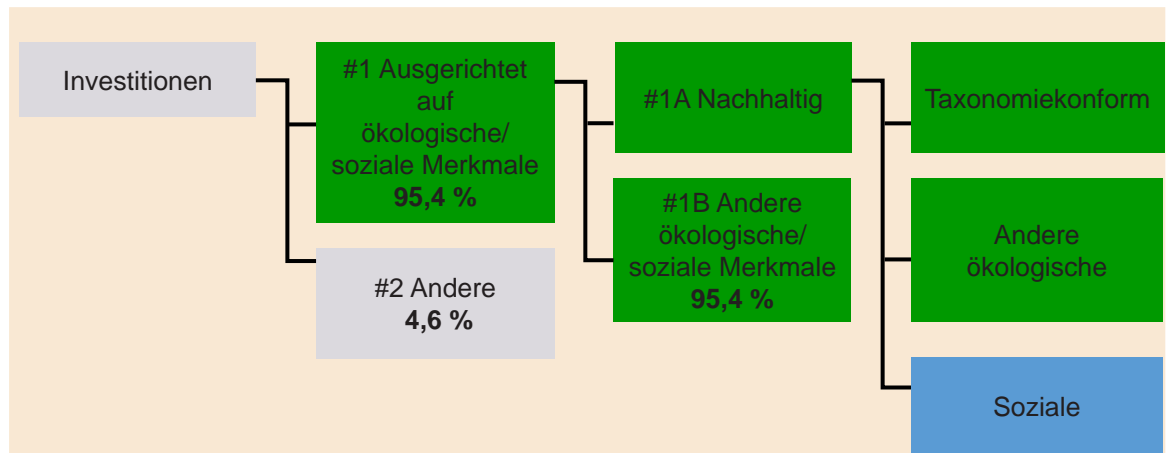 Investitionen
#1 Ausgerichtet
auf
ökologische/
soziale Merkmale
95,4 %
#2 Andere
4,6 %
#1A Nachhaltig
#1B Andere
ökologische/
soziale Merkmale
95,4 %
Taxonomiekonform
Andere
ökologische
Soziale